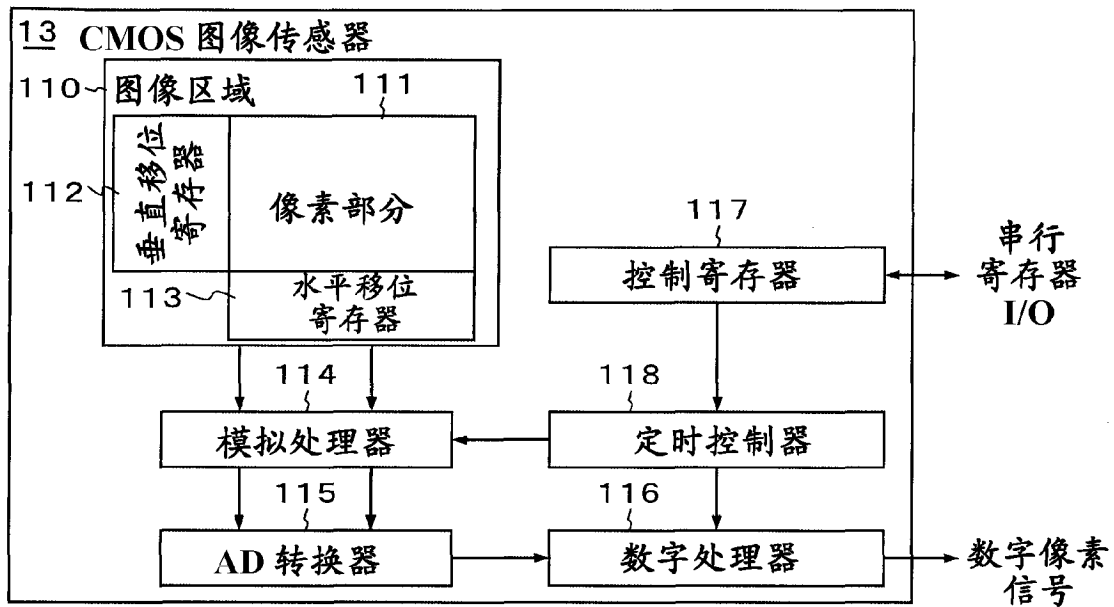 13 CMOS 图像传感器
110
图像区域
111
112
垂直移位
寄存器
像素部分
113
水平移位
寄存器
117
控制寄存器
串行
寄存器
I/O
114
118
模拟处理器
定时控制器
115
116
AD 转换器
数字处理器
数字像素
信号